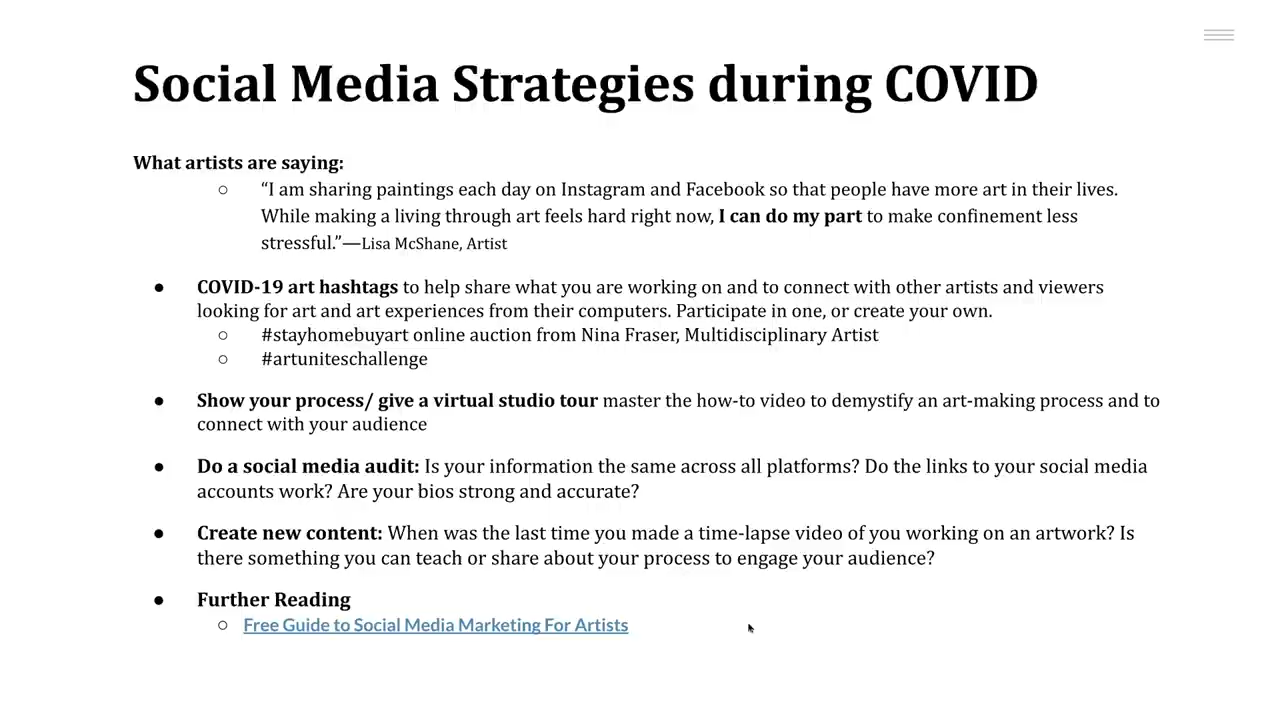 Social Media Strategies during COVID
What artists are saying:
○ “I am sharing paintings each day on Instagram and Facebook so that people have more art in their lives.
While making a living through art feels hard right now, I can do my part to make confinement less
stressful.”—Lisa McShane, Artist
● COVID-19 art hashtags to help share what you are working on and to connect with other artists and viewers
looking for art and art experiences from their computers. Participate in one, or create your own.
○ #stayhomebuyart online auction from Nina Fraser, Multidisciplinary Artist
○ #artuniteschallenge
● Show your process/ give a virtual studio tour master the how-to video to demystify an art-making process and to
connect with your audience
● Do a social media audit: Is your information the same across all platforms? Do the links to your social media
accounts work? Are your bios strong and accurate?
● Create new content: When was the last time you made a time-lapse video of you working on an artwork? Is
there something you can teach or share about your process to engage your audience?
● Further Reading
○ Free Guide to Social Media Marketing For Artists